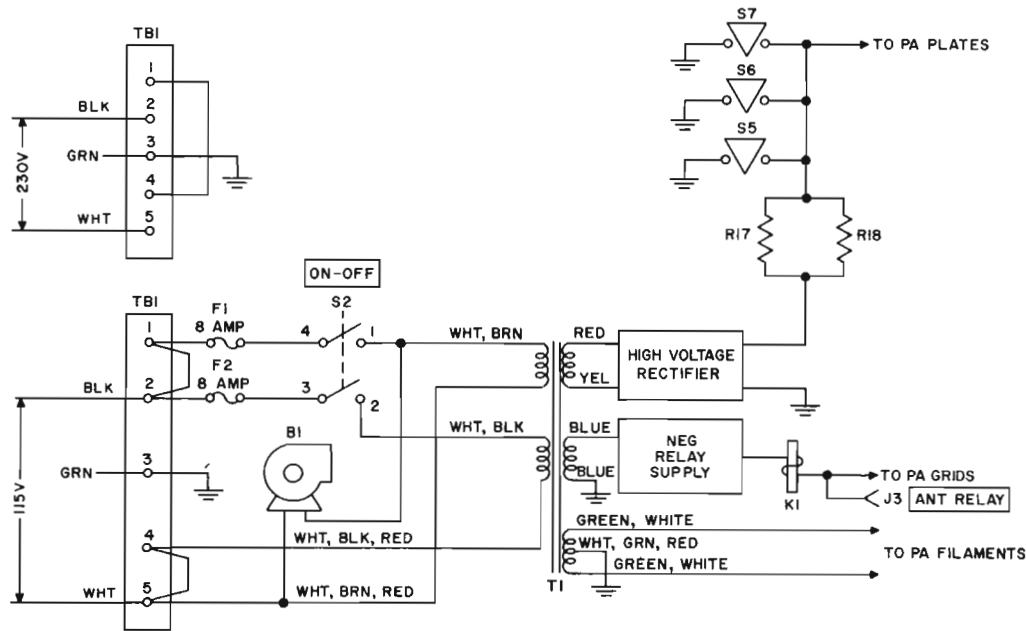 S7
TO PA PLATES
S6
S5
R17
R18
TB1
1
BLK
2
GRN
3
4
WHT
5
230V
ON-OFF
S2
TB1
1
F1
8 AMP
4
1
WHT, BRN
RED
HIGH VOLTAGE
RECTIFIER
YEL
BLK
2
F2
8 AMP
3
2
WHT, BLK
BLUE
NEG
RELAY
SUPPLY
BLUE
K1
TO PA GRIDS
J3
ANT RELAY
B1
GRN
3
115V
4
WHT, BLK, RED
GREEN, WHITE
WHT, GRN, RED
GREEN, WHITE
TO PA FILAMENTS
T1
WHT
5
WHT, BRN, RED